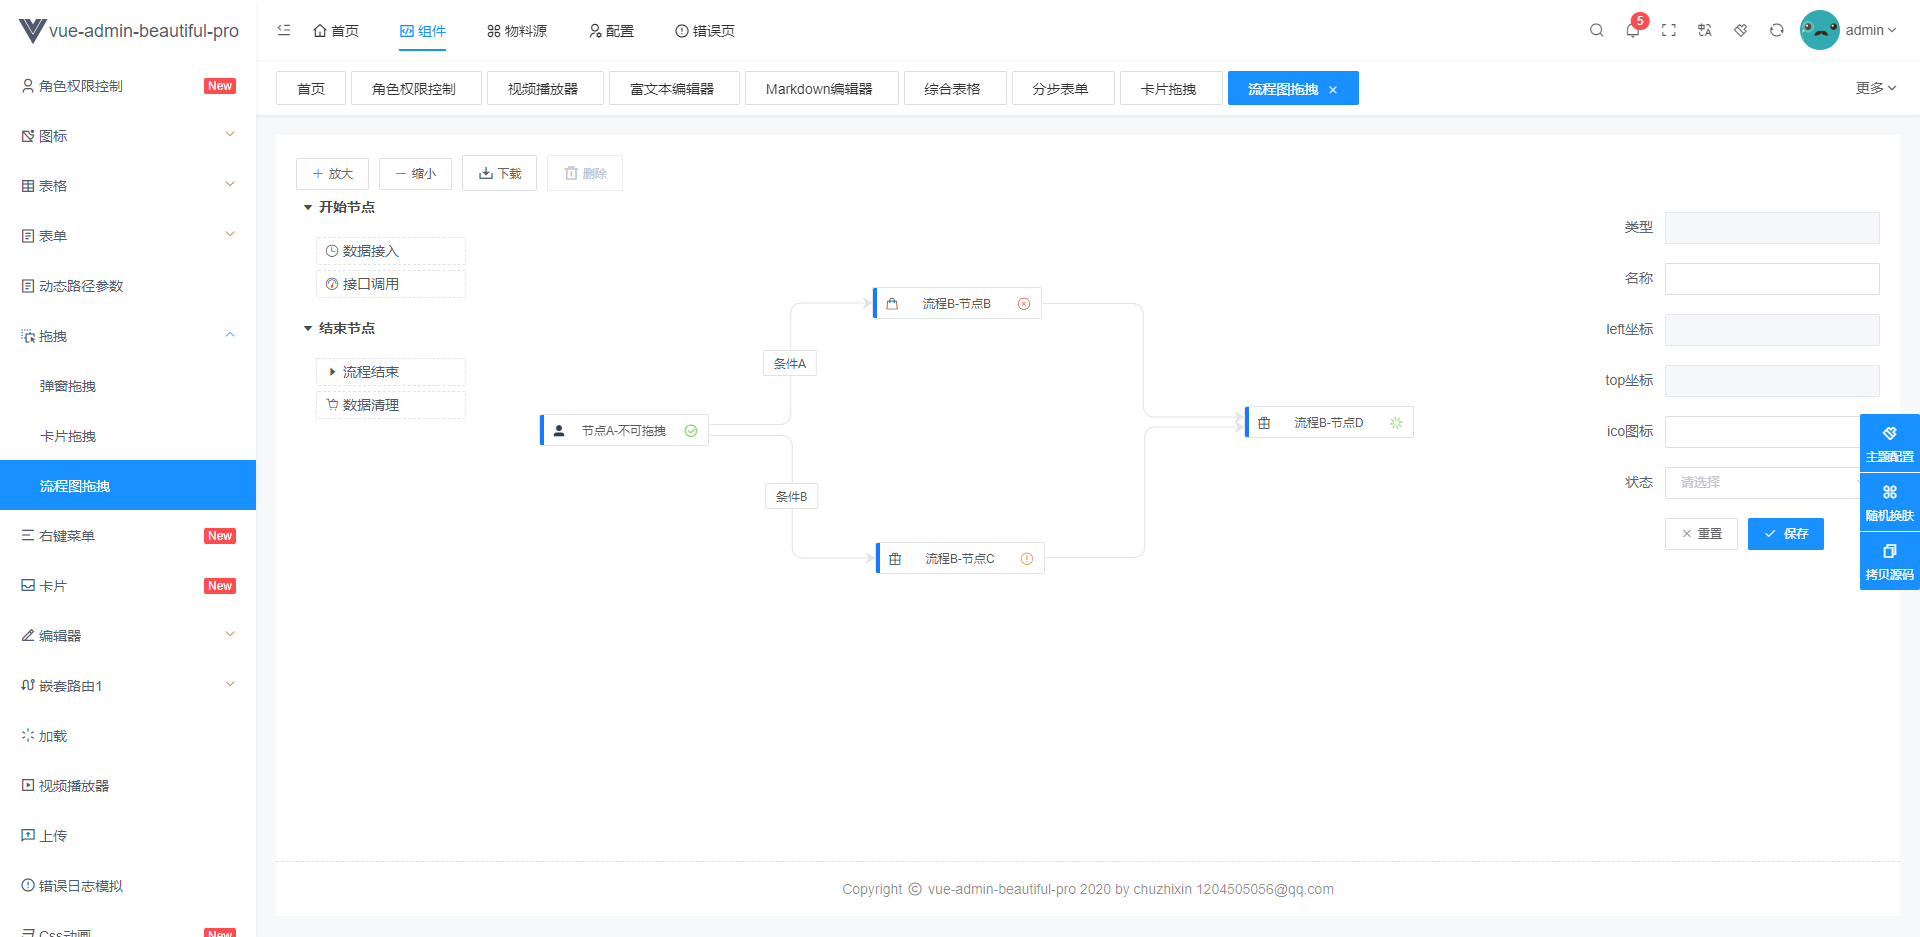 vue-admin-beautiful-pro
首页
组件
物料源
配置
错误页
5
admin
首页
角色权限控制
视频播放器
富文本编辑器
Markdown编辑器
综合表格
分步表单
卡片拖拽
流程图拖拽
更多
角色权限控制 New
图标
表格
表单
动态路径参数
拖拽
弹窗拖拽
卡片拖拽
流程图拖拽
右键菜单 New
卡片 New
编辑器
嵌套路由1
加载
视频播放器
上传
错误日志模拟
Css动画 New
放大
缩小
下载
删除
开始节点
数据接入
接口调用
结束节点
流程结束
数据清理
流程B-节点B
条件A
节点A-不可拖拽
流程B-节点D
条件B
流程B-节点C
类型
名称
left坐标
top坐标
ico图标
状态 请选择
重置
保存
主题配置
随机换肤
拷贝源码
Copyright © vue-admin-beautiful-pro 2020 by chuzhixin 1204505056@qq.com